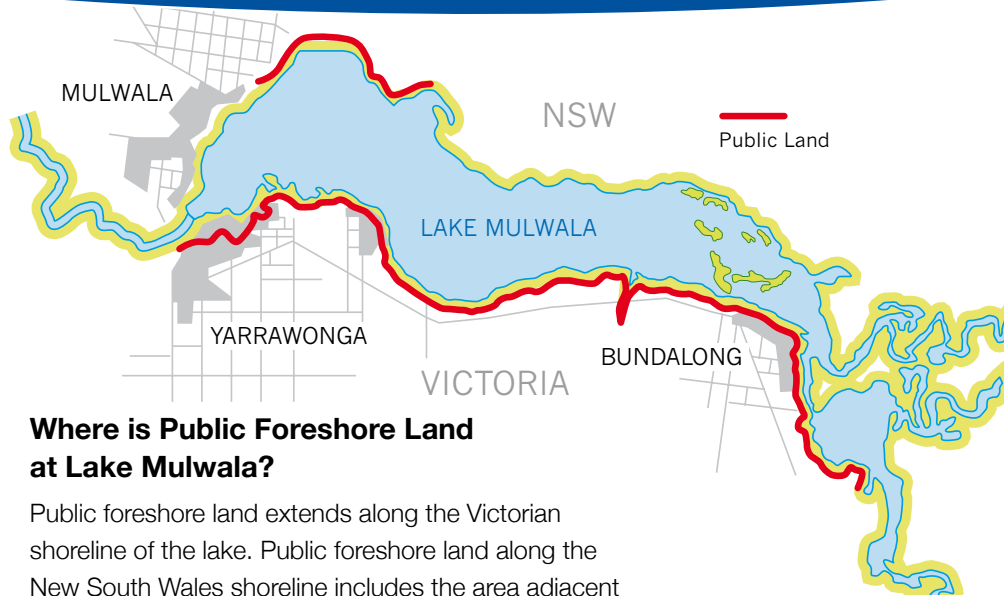 MULWALA
NSW
Public Land
LAKE MULWALA
YARRAWONGA
BUNDALONG
VICTORIA
Where is Public Foreshore Land
at Lake Mulwala?
Public foreshore land extends along the Victorian
shoreline of the lake. Public foreshore land along the
New South Wales shoreline includes the area adjacent